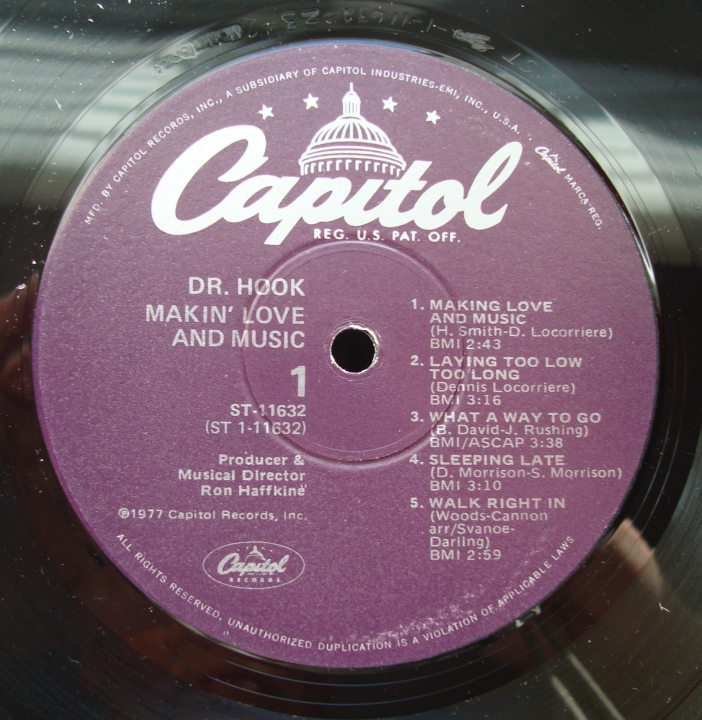 MFD. BY CAPITOL RECORDS, INC., A SUBSIDIARY OF CAPITOL INDUSTRIES-EMI, INC., U.S.A.
Capitol MARCA REG.
Capitol
REG. U.S. PAT. OFF.
DR. HOOK
MAKIN' LOVE
AND MUSIC
1
ST-11632
(ST 1-11632)
Producer &
Musical Director
Ron Haffkine
℗1977 Capitol Records, Inc.
Capitol
RECORDS
1. MAKING LOVE
AND MUSIC
(H. Smith-D. Locorriere)
BMI 2:43
2. LAYING TOO LOW
TOO LONG
(Dennis Locorriere)
BMI 3:16
3. WHAT A WAY TO GO
(B. David-J. Rushing)
BMI/ASCAP 3:38
4. SLEEPING LATE
(D. Morrison-S. Morrison)
BMI 3:10
5. WALK RIGHT IN
(Woods-Cannon
arr/Svanoe-
Darling)
BMI 2:59
ALL RIGHTS RESERVED. UNAUTHORIZED DUPLICATION IS A VIOLATION OF APPLICABLE LAWS